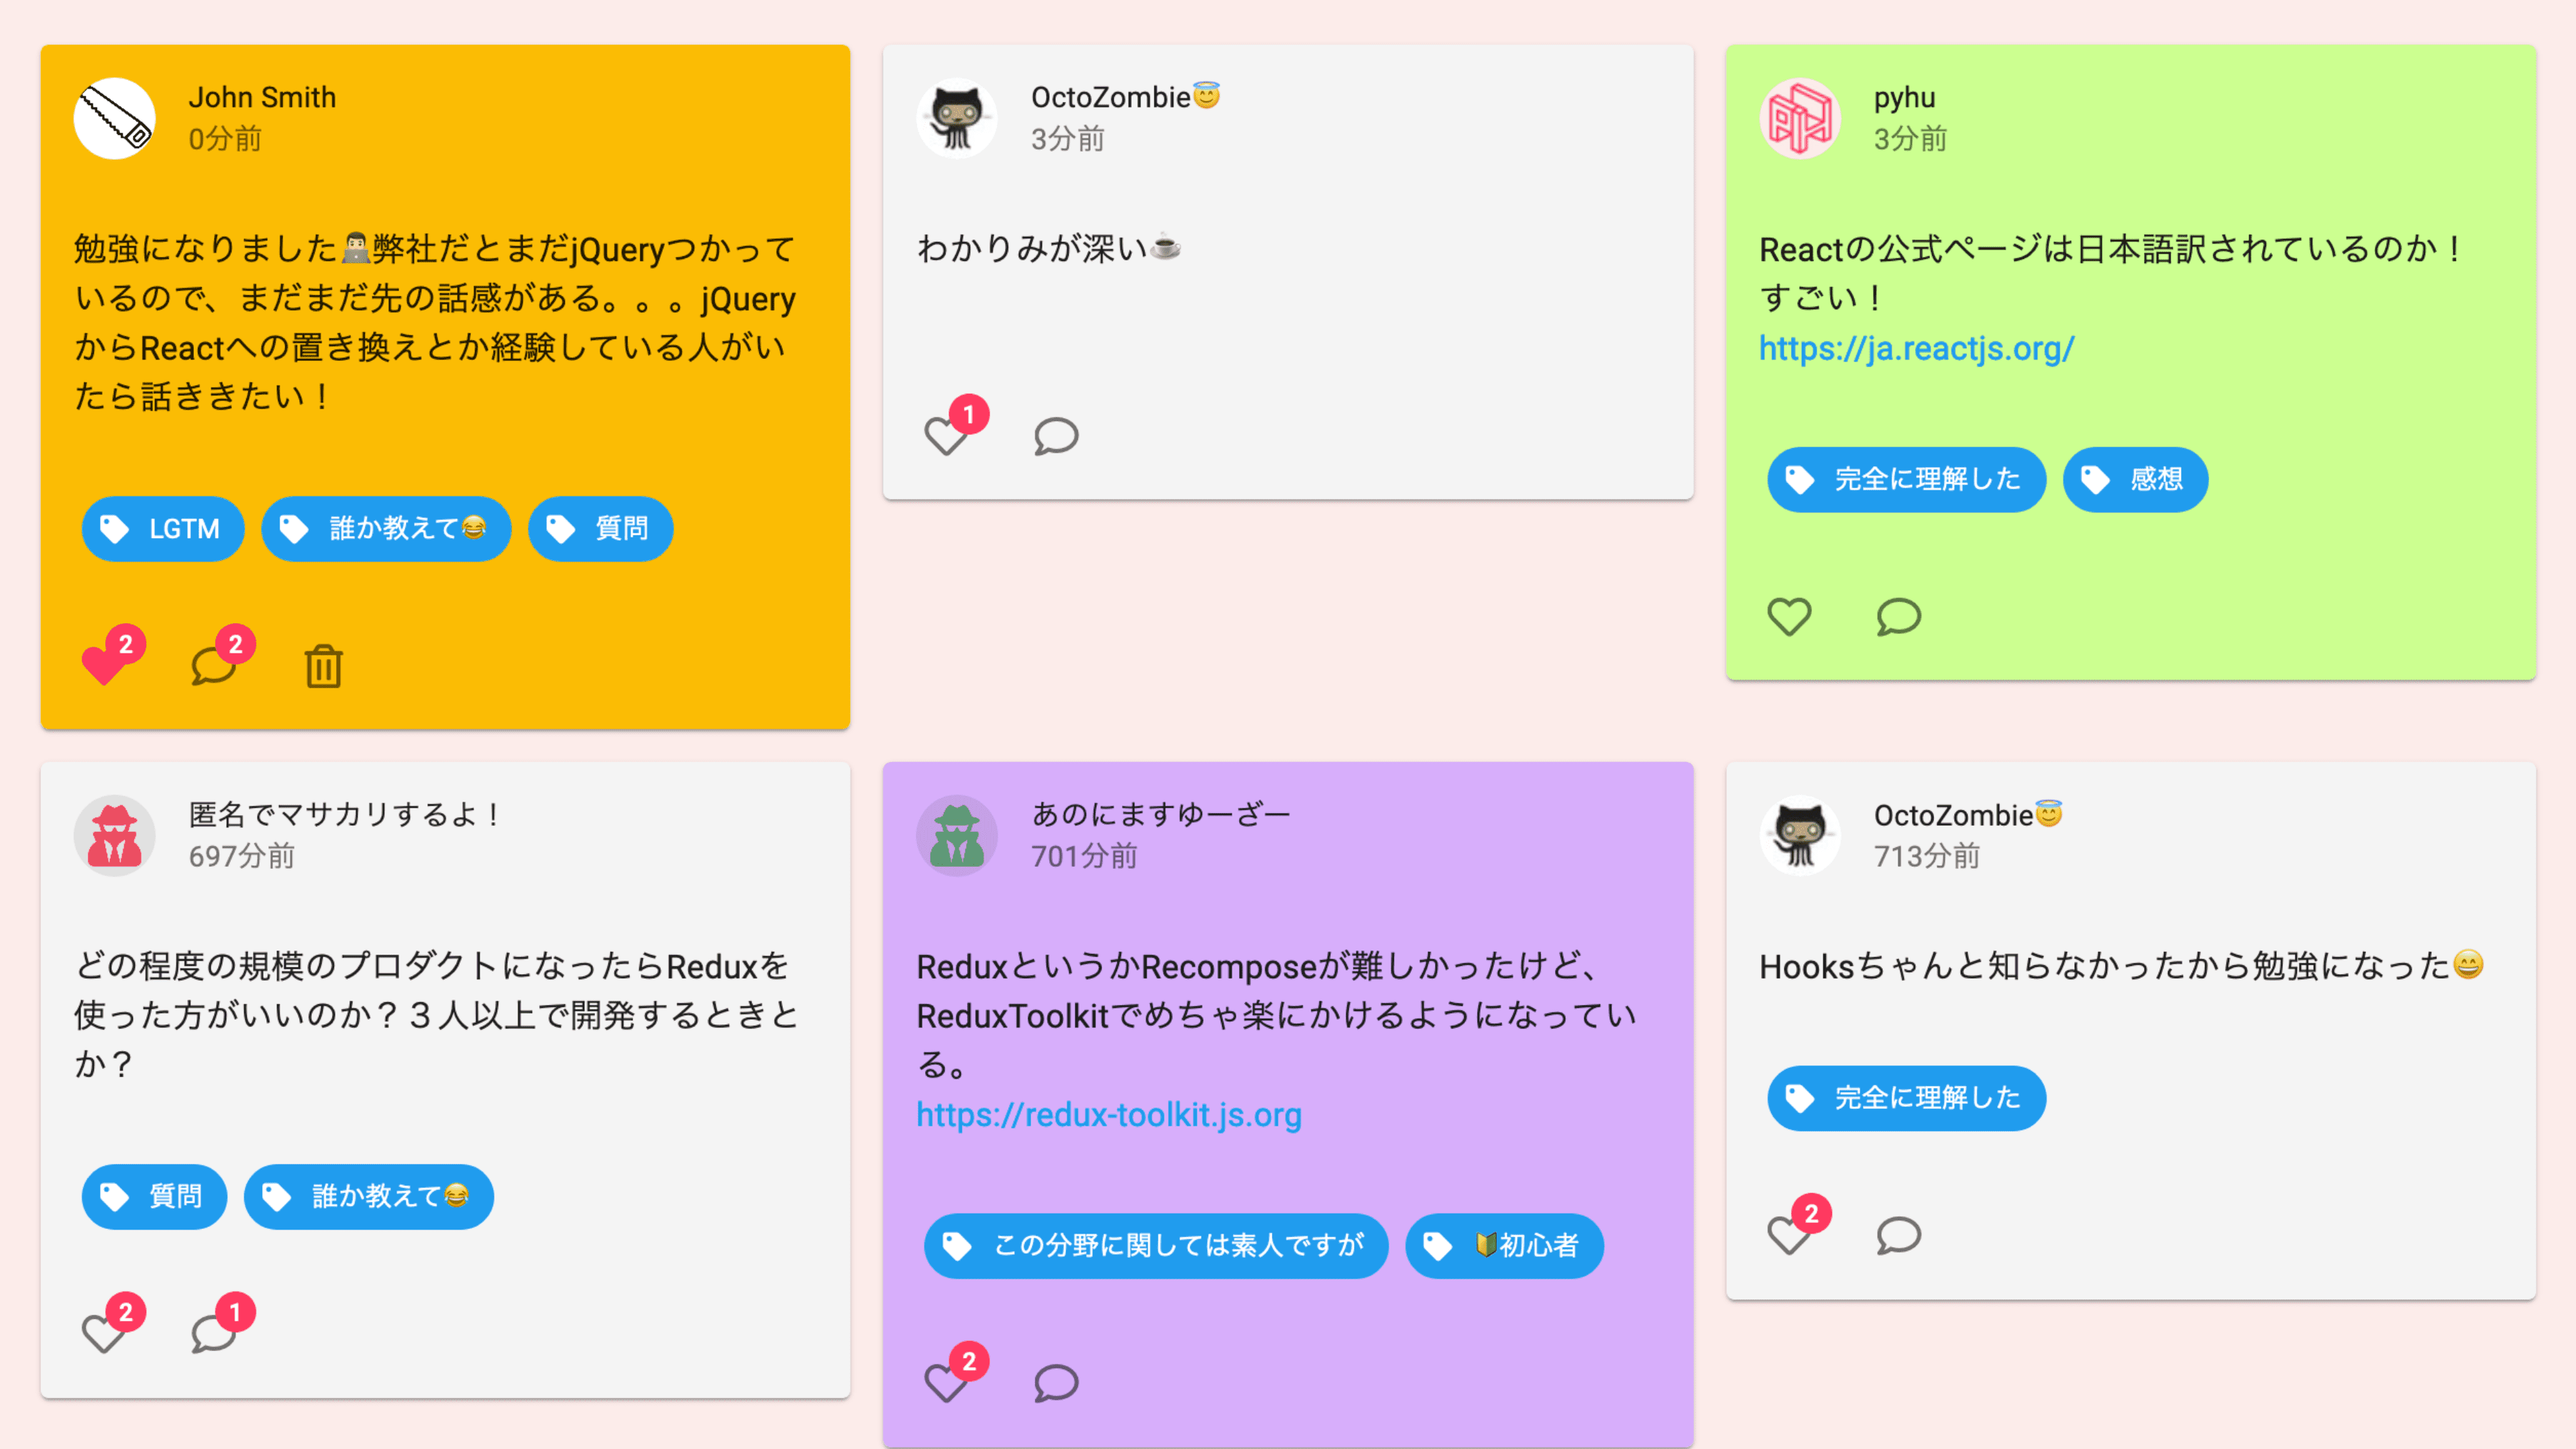 John Smith
0分前
勉強になりました👨🏻‍💻弊社だとまだjQueryつかって
いるので、まだまだ先の話感がある。。。jQuery
からReactへの置き換えとか経験している人がい
たら話ききたい！
LGTM
誰か教えて😂
質問
2
2
OctoZombie😇
3分前
わかりみが深い☕
1
pyhu
3分前
Reactの公式ページは日本語訳されているのか！
すごい！
https://ja.reactjs.org/
完全に理解した
感想
匿名でマサカリするよ！
697分前
どの程度の規模のプロダクトになったらReduxを
使った方がいいのか？３人以上で開発するときと
か？
質問
誰か教えて😂
2
1
あのにますゆーざー
701分前
ReduxというかRecomposeが難しかったけど、
ReduxToolkitでめちゃ楽にかけるようになってい
る。
https://redux-toolkit.js.org
この分野に関しては素人ですが
🔰初心者
2
OctoZombie😇
713分前
Hooksちゃんと知らなかったから勉強になった😄
完全に理解した
2